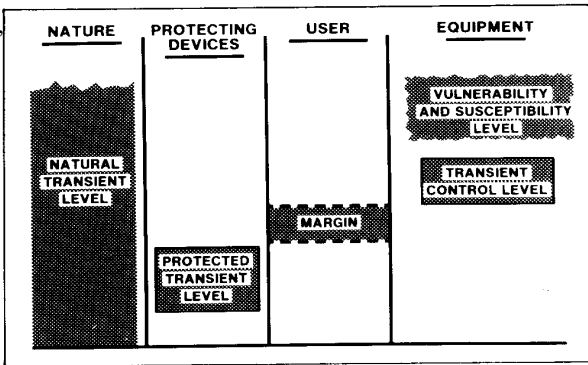 NATURE
PROTECTING
DEVICES
USER
EQUIPMENT
NATURAL
TRANSIENT
LEVEL
PROTECTED
TRANSIENT
LEVEL
MARGIN
VULNERABILITY
AND SUSCEPTIBILITY
LEVEL
TRANSIENT
CONTROL LEVEL